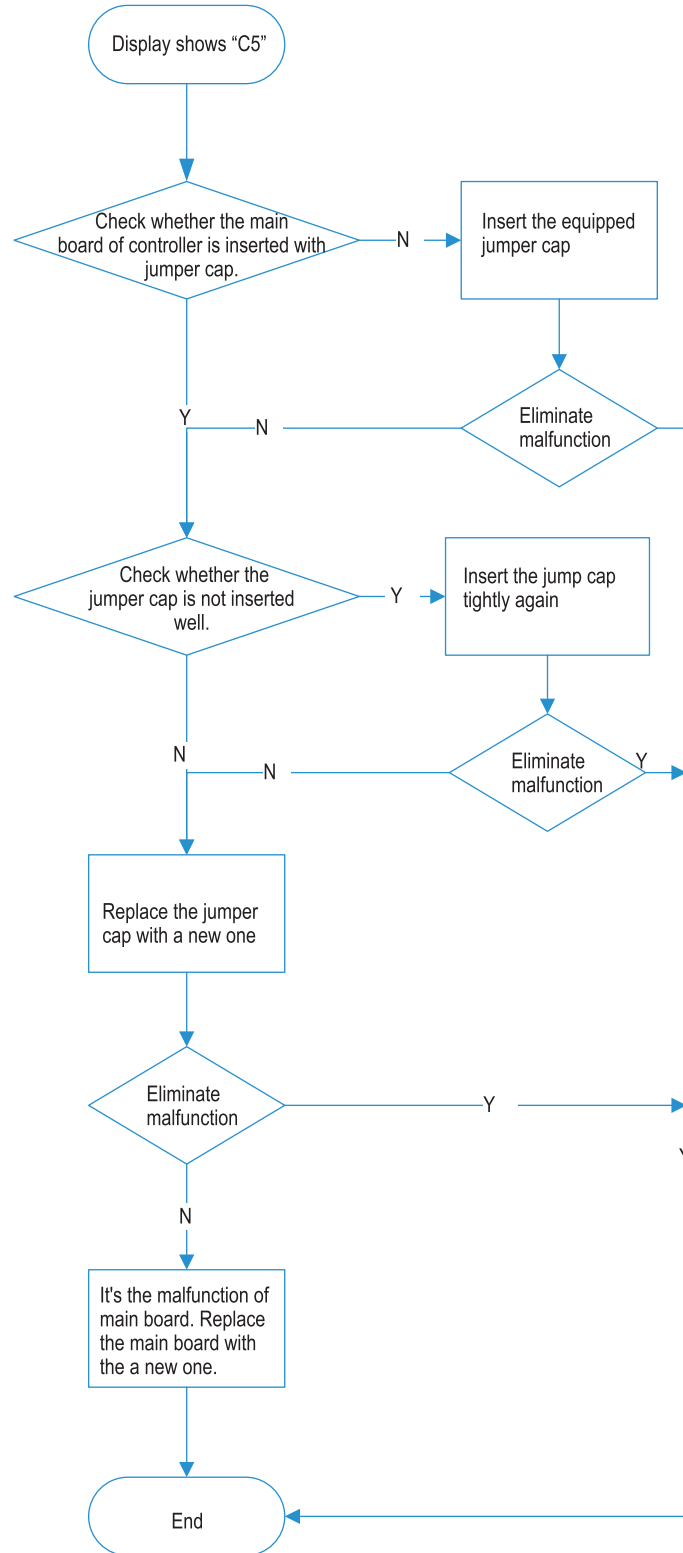 Display shows “C5”
Check whether the main
board of controller is inserted with
jumper cap.
N
Insert the equipped
jumper cap
Y
N
Eliminate
malfunction
Check whether the
jumper cap is not inserted
well.
Y
Insert the jump cap
tightly again
N
N
Eliminate
malfunction
Y
Replace the jumper
cap with a new one
Eliminate
malfunction
Y
Y
N
It's the malfunction of
main board. Replace
the main board with
the a new one.
End